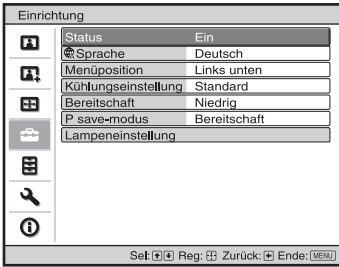 Einrichtung
Status Ein
Sprache Deutsch
Menüposition Links unten
Kühlungseinstellung Standard
Bereitschaft Niedrig
P save-modus Bereitschaft
Lampeneinstellung
Sel: Reg: Zurück: Ende: MENU